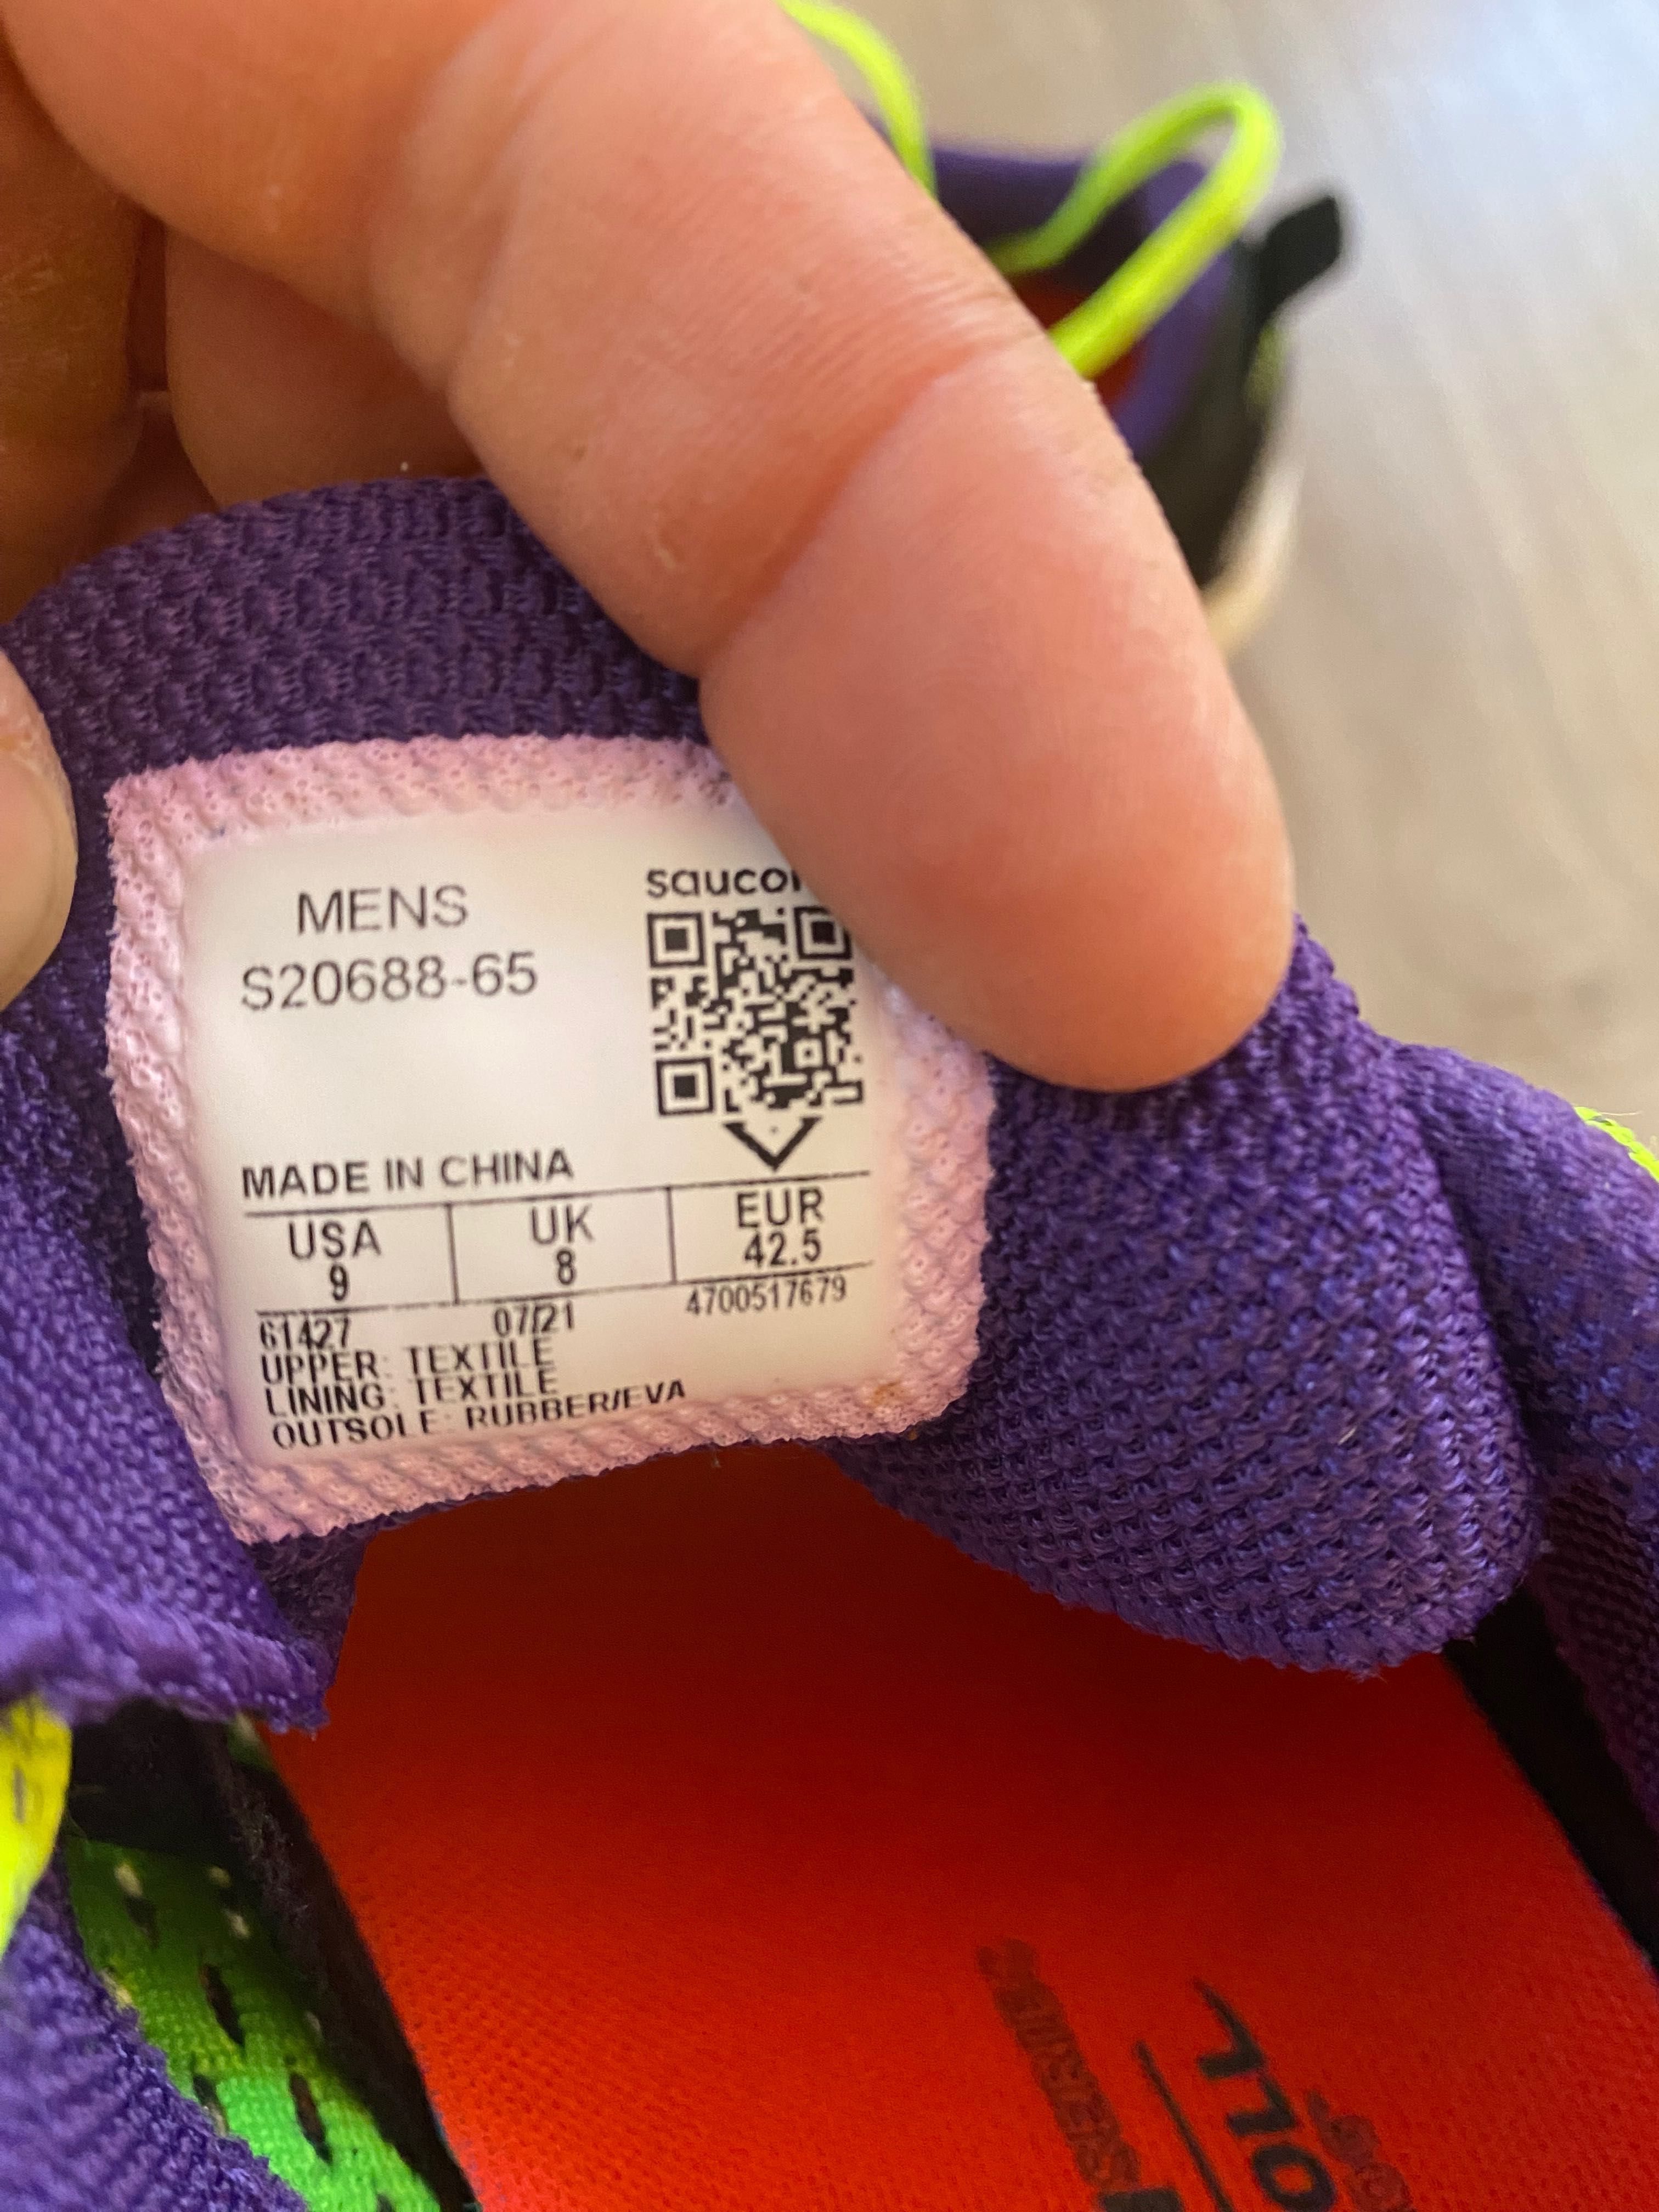 MENS
S20688-65
saucon
MADE IN CHINA
USA UK EUR
9 8 42.5
61427 07/21 4700517679
UPPER: TEXTILE
LINING: TEXTILE
OUTSOLE: RUBBER/EVA